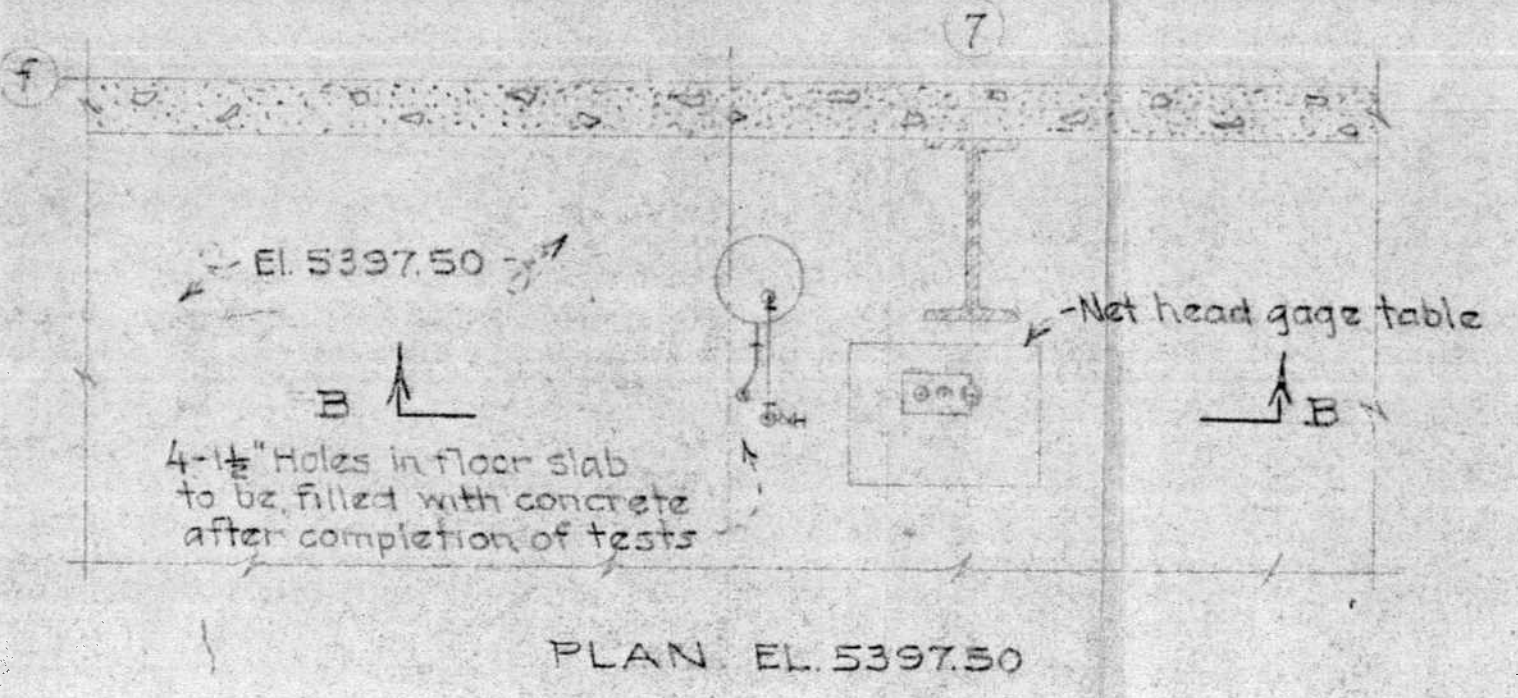 7
f
El. 5397.50
-Net head gage table
B
B
4-1½" Holes in floor slab
to be filled with concrete
after completion of tests
PLAN EL. 5397.50